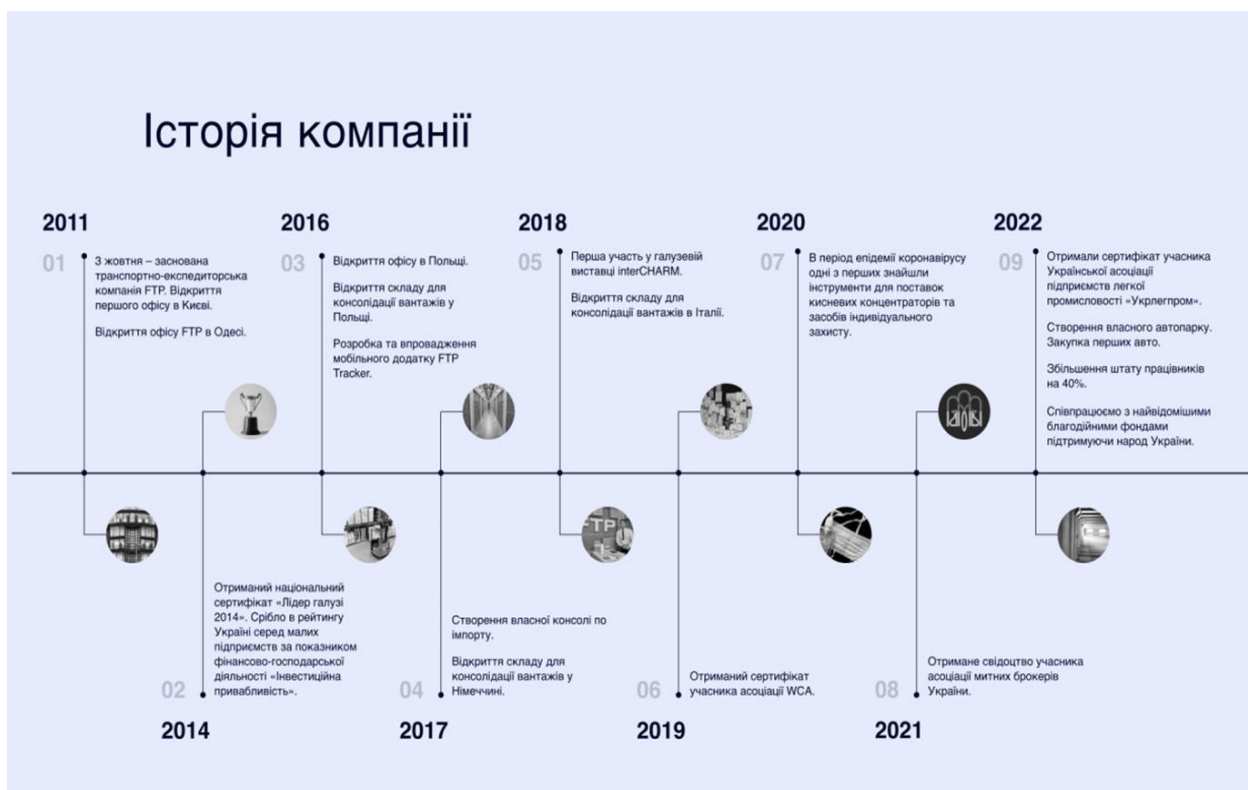 Історія компанії
2011
01
3 жовтня – заснована
транспортно-експедиторська
компанія FTP. Відкриття
першого офісу в Києві.
Відкриття офісу FTP в Одесі.
2016
03
Відкриття офісу в Польщі.
Відкриття складу для
консолідації вантажів у
Польщі.
Розробка та впровадження
мобільного додатку FTP
Tracker.
2018
05
Перша участь у галузевій
виставці interCHARM.
Відкриття складу для
консолідації вантажів в Італії.
2020
07
В період епідемії коронавірусу
одні з перших знайшли
інструменти для поставок
кисневих концентраторів та
засобів індивідуального
захисту.
2022
09
Отримали сертифікат учасника
Української асоціації
підприємств легкої
промисловості «Укрлегпром».
Створення власного автопарку.
Закупка перших авто.
Збільшення штату працівників
на 40%.
Співпрацюємо з найвідомішими
благодійними фондами
підтримуючи народ України.
FTP
Отриманий національний
сертифікат «Лідер галузі
2014». Срібло в рейтингу
Україні серед малих
підприємств за показником
фінансово-господарської
діяльності «Інвестиційна
привабливість».
02
2014
Створення власної консолі по
імпорту.
Відкриття складу для
консолідації вантажів у
Німеччині.
04
2017
Отриманий сертифікат
учасника асоціації WCA.
06
2019
Отримане свідоцтво учасника
асоціації митних брокерів
України.
08
2021